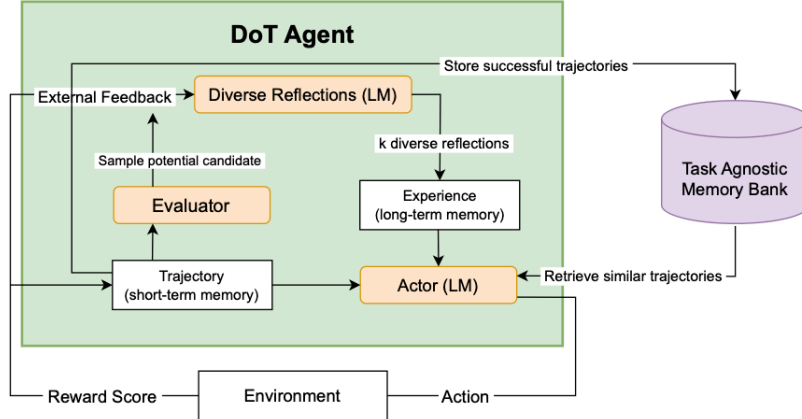 DoT Agent
Store successful trajectories
External Feedback
Diverse Reflections (LM)
k diverse reflections
Sample potential candidate
Task Agnostic
Memory Bank
Evaluator
Experience
(long-term memory)
Trajectory
(short-term memory)
Actor (LM)
Retrieve similar trajectories
Reward Score
Environment
Action